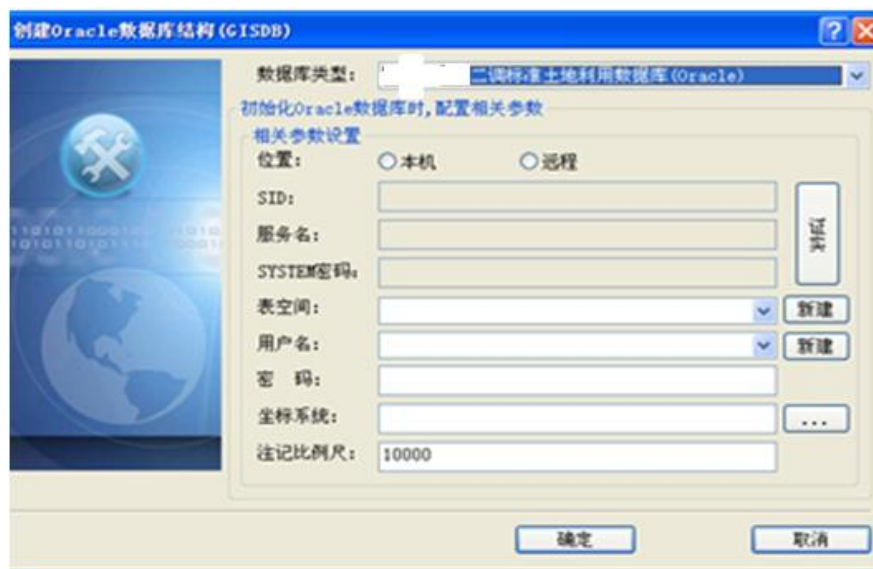 创建Oracle数据库结构(GISDB)
数据库类型: 二调标准土地利用数据库(Oracle)
初始化Oracle数据库时,配置相关参数
相关参数设置
位置: 本机 远程
SID:
服务名:
SYSTEM密码:
连接
表空间: 新建
用户名: 新建
密 码:
坐标系统: ...
注记比例尺: 10000
确定 取消